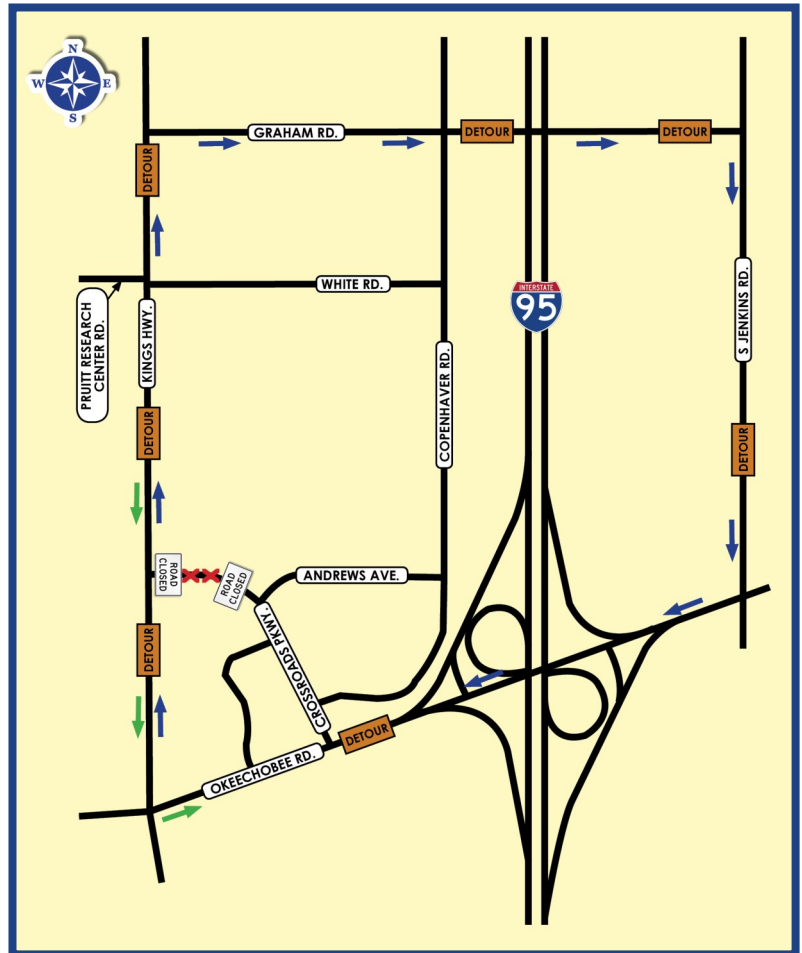 N
W E
S
GRAHAM RD.
DETOUR
DETOUR
DETOUR
WHITE RD.
PRUITT RESEARCH
CENTER RD.
KINGS HWY.
INTERSTATE
95
S JENKINS RD.
COPENHAVER RD.
DETOUR
DETOUR
ROAD
CLOSED
ROAD
CLOSED
ANDREWS AVE.
CROSSROADS PKWY.
DETOUR
DETOUR
OKEECHOBEE RD.